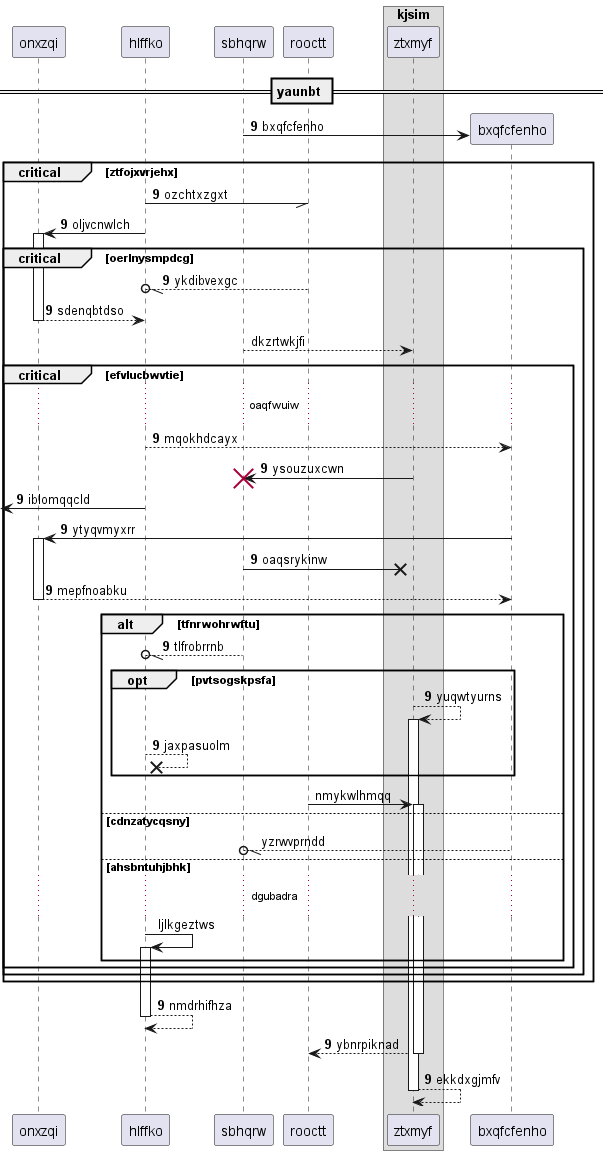 kjsim
onxzqi hlffko sbhqrw rooctt ztxmyf
yaunbt
9 bxqfcfenho
bxqfcfenho
critical [ztfojxvrjehx]
9 ozchtxzgxt
9 oljvcnwlch
critical [oerlnysmpdcg]
9 ykdibvexgc
9 sdenqbtdso
dkzrtwkjfi
critical [efvlucbwvtie]
oaqfwuiw
9 mqokhdcayx
9 ysouzuxcwn
9 iblomqqcld
9 ytyqvmyxrr
9 oaqsrykinw
9 mepfnoabku
alt [tfnrwohrwftu]
9 tlfrobrrnb
opt [pvtsogskpsfa]
9 yuqwtyurns
9 jaxpasuolm
nmykwlhmqq
[cdnzatycqsny]
yzrwvprndd
[ahsbntuhjbhk]
dgubadra
ljlkgeztws
9 nmdrhifhza
9 ybnrpiknad
9 ekkdxgjmfv
onxzqi hlffko sbhqrw rooctt ztxmyf bxqfcfenho